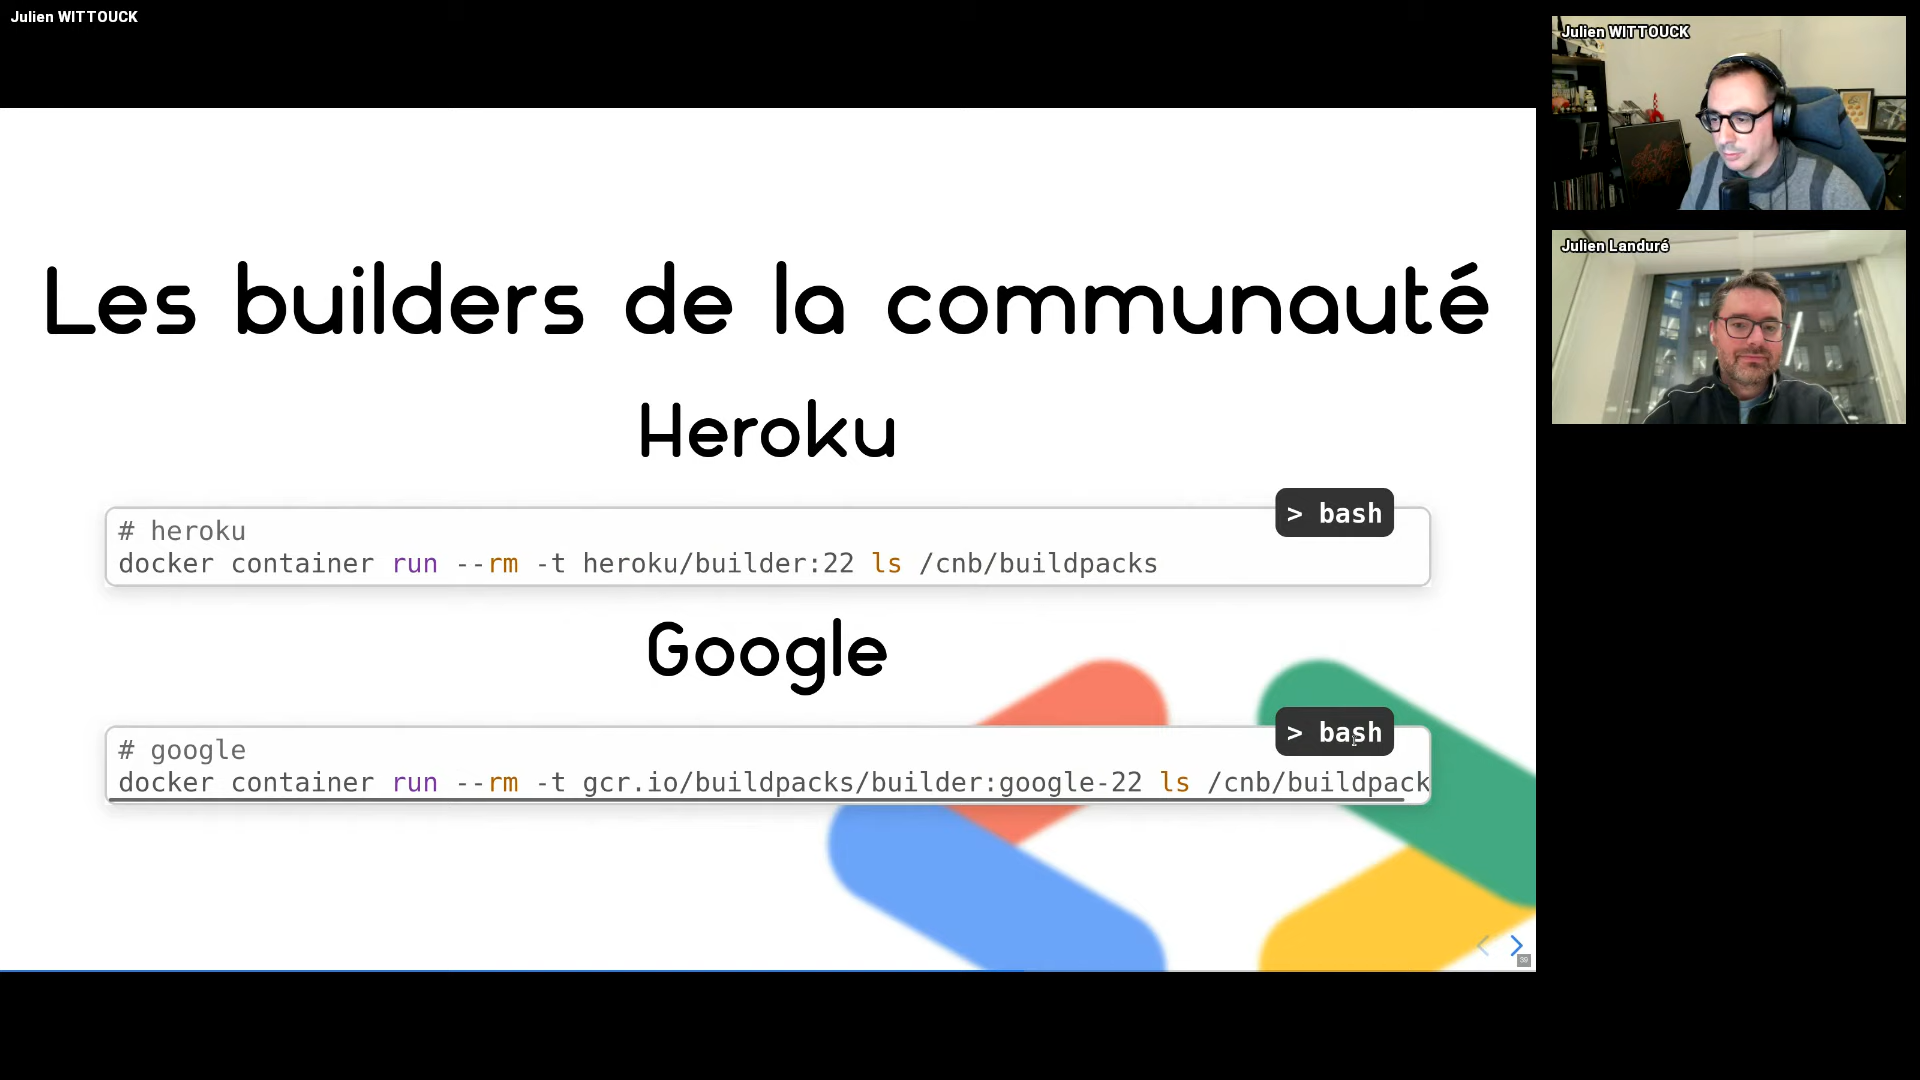 Julien WITTOUCK
Les builders de la communauté
Heroku
> bash
# heroku
docker container run --rm -t heroku/builder:22 ls /cnb/buildpacks
Google
> bash
# google
docker container run --rm -t gcr.io/buildpacks/builder:google-22 ls /cnb/buildpack
Julien WITTOUCK
Julien Landuré